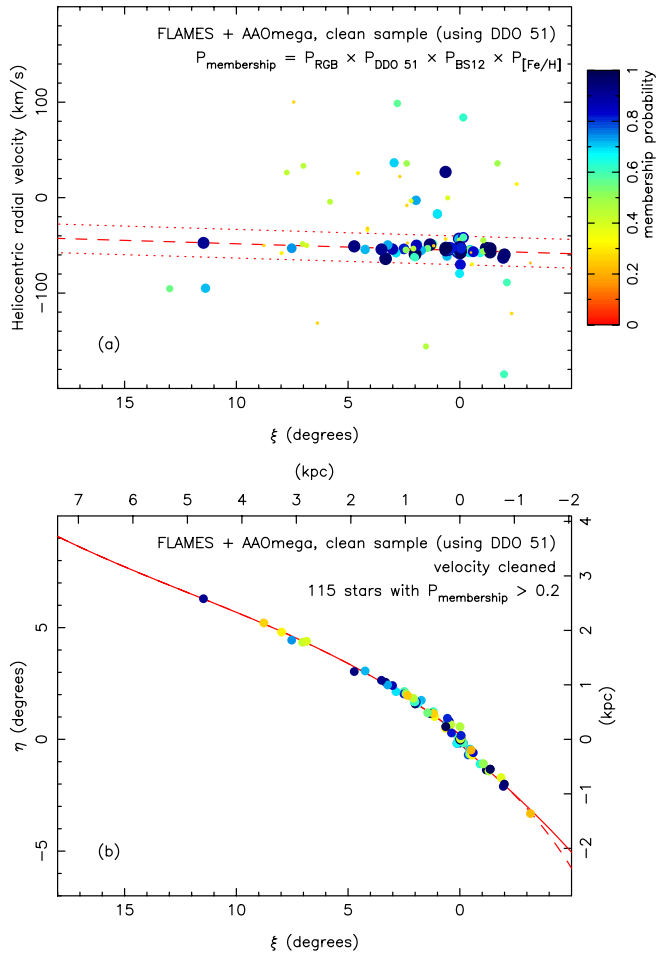 FLAMES + AAOmega, clean sample (using DDO 51)
P_membership = P_RGB × P_DDO 51 × P_BS12 × P_[Fe/H]
Heliocentric radial velocity (km/s)
100
0
−100
(a)
15 10 5 0
ξ (degrees)
membership probability
0 0.2 0.4 0.6 0.8 1
(kpc)
7 6 5 4 3 2 1 0 −1 −2
FLAMES + AAOmega, clean sample (using DDO 51)
velocity cleaned
115 stars with P_membership > 0.2
η (degrees)
5
0
−5
(kpc)
4
3
2
1
0
−1
−2
(b)
15 10 5 0
ξ (degrees)